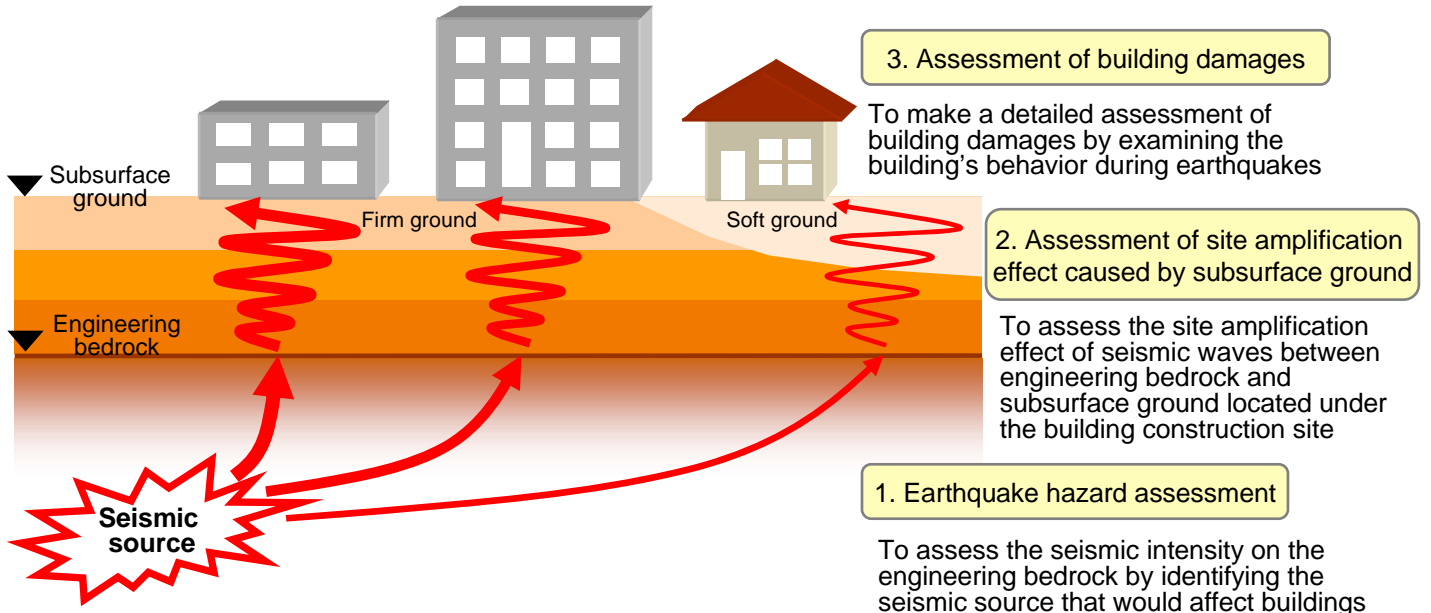 3. Assessment of building damages
To make a detailed assessment of
building damages by examining the
building's behavior during earthquakes
Subsurface
ground
Firm ground
Soft ground
2. Assessment of site amplification
effect caused by subsurface ground
Engineering
bedrock
To assess the site amplification
effect of seismic waves between
engineering bedrock and
subsurface ground located under
the building construction site
1. Earthquake hazard assessment
Seismic
source
To assess the seismic intensity on the
engineering bedrock by identifying the
seismic source that would affect buildings